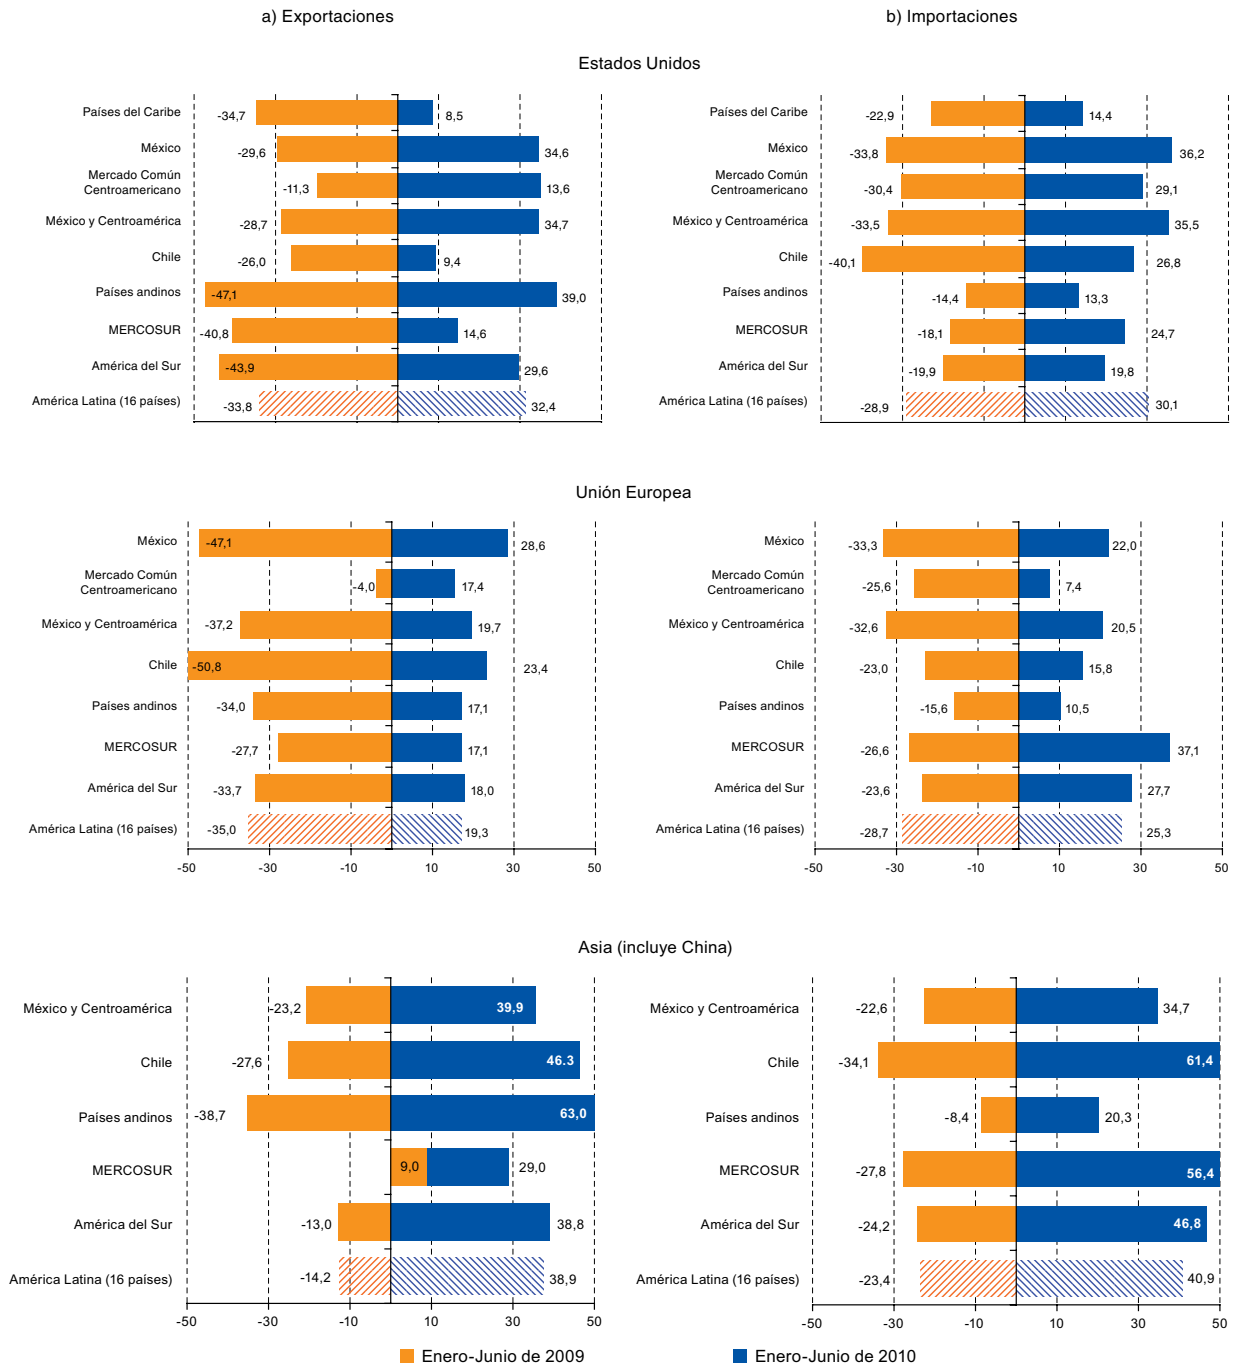 a) Exportaciones
b) Importaciones
Estados Unidos
Países del Caribe
-34,7
8,5
México
-29,6
34,6
Mercado Común
Centroamericano
-11,3
13,6
México y Centroamérica
-28,7
34,7
Chile
-26,0
9,4
Países andinos
-47,1
39,0
MERCOSUR
-40,8
14,6
América del Sur
-43,9
29,6
América Latina (16 países)
-33,8
32,4
Países del Caribe
-22,9
14,4
México
-33,8
36,2
Mercado Común
Centroamericano
-30,4
29,1
México y Centroamérica
-33,5
35,5
Chile
-40,1
26,8
Países andinos
-14,4
13,3
MERCOSUR
-18,1
24,7
América del Sur
-19,9
19,8
América Latina (16 países)
-28,9
30,1
Unión Europea
México
-47,1
28,6
Mercado Común
Centroamericano
-4,0
17,4
México y Centroamérica
-37,2
19,7
Chile
-50,8
23,4
Países andinos
-34,0
17,1
MERCOSUR
-27,7
17,1
América del Sur
-33,7
18,0
América Latina (16 países)
-35,0
19,3
-50 -30 -10 10 30 50
México
-33,3
22,0
Mercado Común
Centroamericano
-25,6
7,4
México y Centroamérica
-32,6
20,5
Chile
-23,0
15,8
Países andinos
-15,6
10,5
MERCOSUR
-26,6
37,1
América del Sur
-23,6
27,7
América Latina (16 países)
-28,7
25,3
-50 -30 -10 10 30 50
Asia (incluye China)
México y Centroamérica
-23,2
39,9
Chile
-27,6
46.3
Países andinos
-38,7
63,0
MERCOSUR
9,0
29,0
América del Sur
-13,0
38,8
América Latina (16 países)
-14,2
38,9
-50 -30 -10 10 30 50
México y Centroamérica
-22,6
34,7
Chile
-34,1
61,4
Países andinos
-8,4
20,3
MERCOSUR
-27,8
56,4
América del Sur
-24,2
46,8
América Latina (16 países)
-23,4
40,9
-50 -30 -10 10 30 50
Enero-Junio de 2009
Enero-Junio de 2010